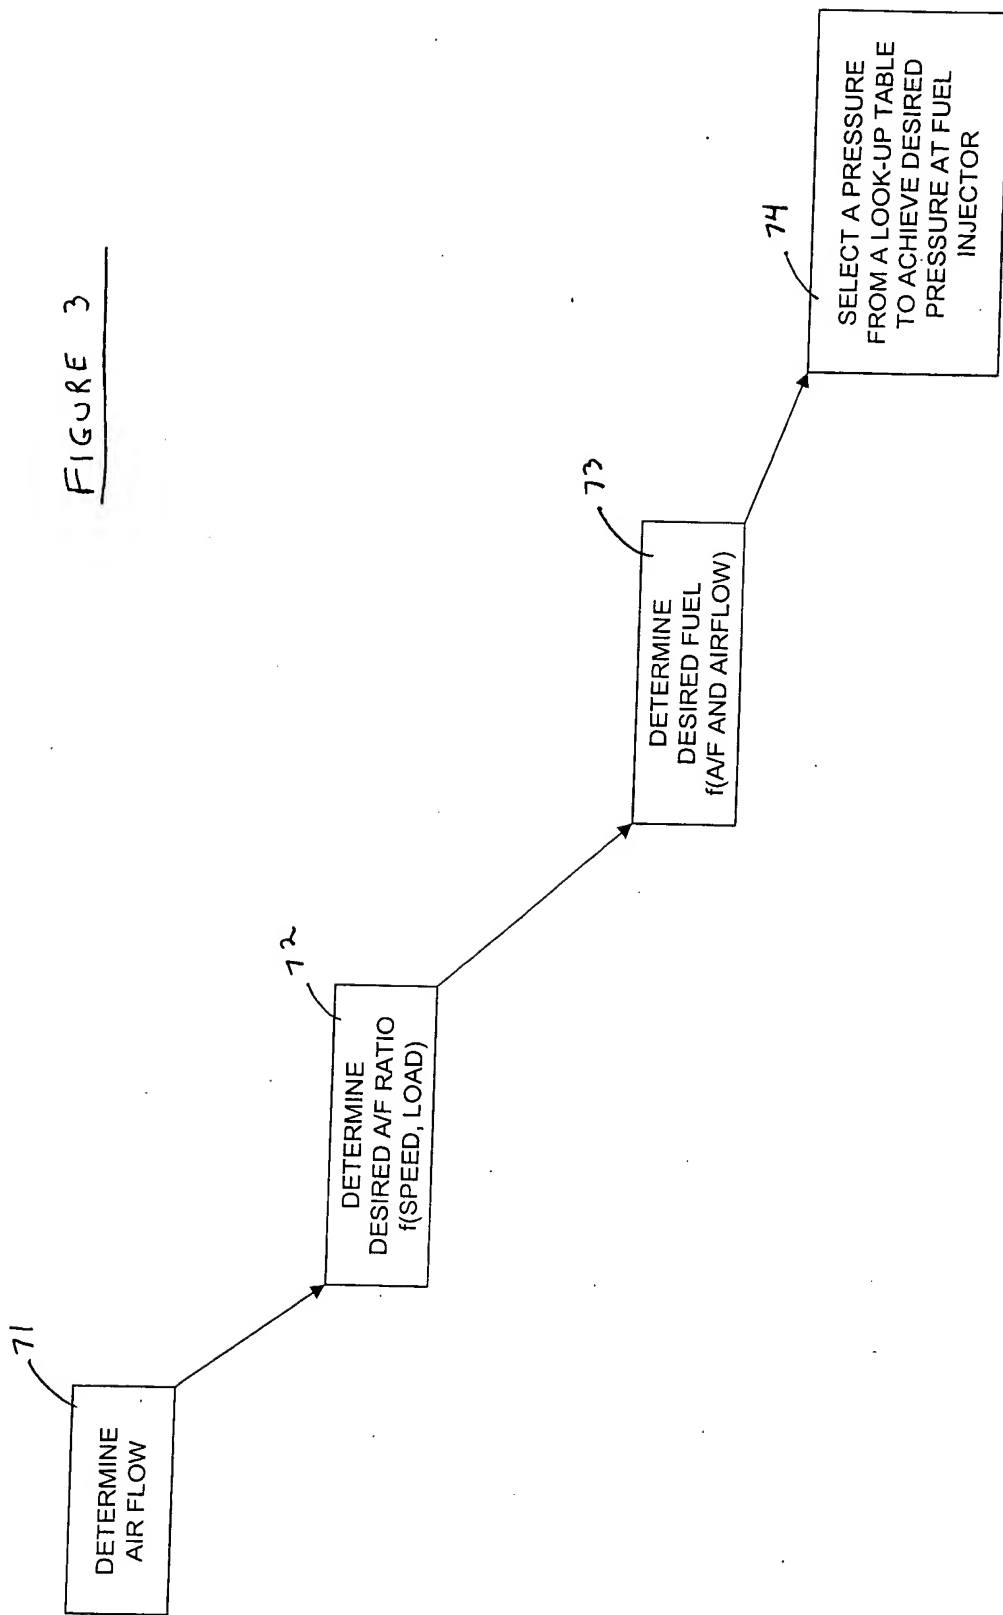 FIGURE 3
71
DETERMINE
AIR FLOW
72
DETERMINE
DESIRED A/F RATIO
f(SPEED, LOAD)
73
DETERMINE
DESIRED FUEL
f(A/F AND AIRFLOW)
74
SELECT A PRESSURE
FROM A LOOK-UP TABLE
TO ACHIEVE DESIRED
PRESSURE AT FUEL
INJECTOR